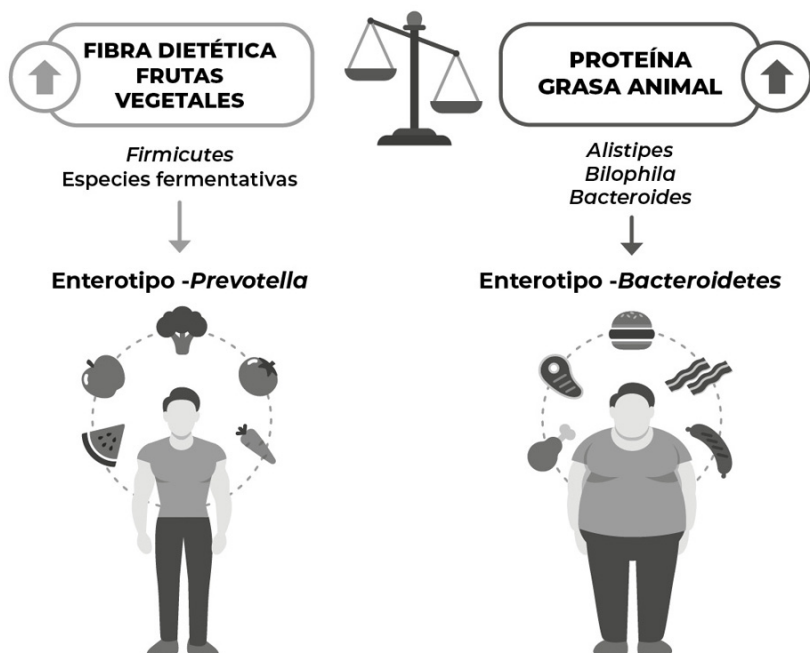 FIBRA DIETÉTICA
FRUTAS
VEGETALES
Firmicutes
Especies fermentativas
Enterotipo -Prevotella
PROTEÍNA
GRASA ANIMAL
Alistipes
Bilophila
Bacteroides
Enterotipo -Bacteroidetes